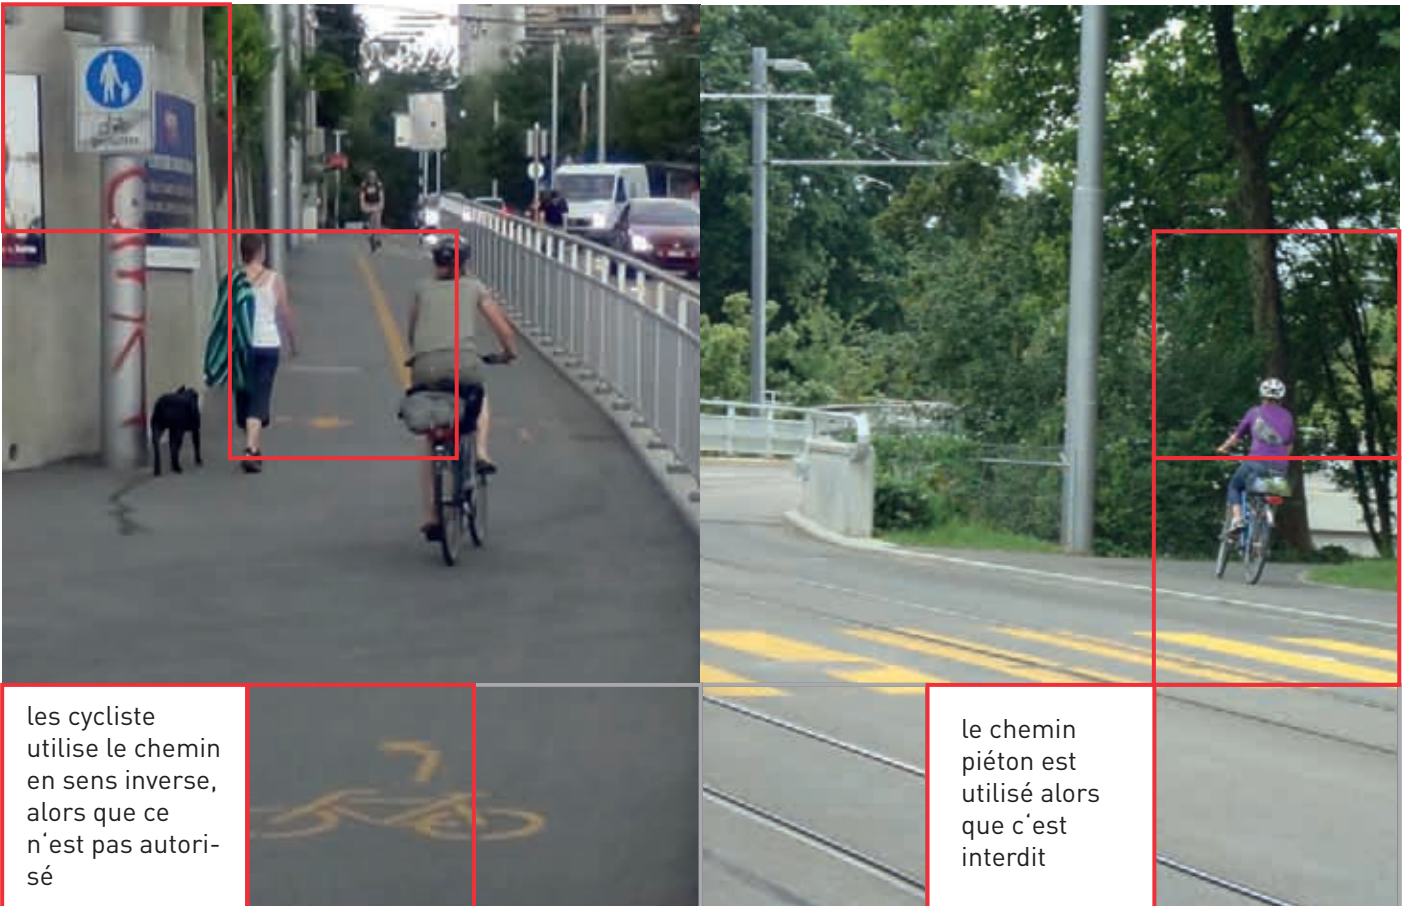 les cycliste
utilise le chemin
en sens inverse,
alors que ce
n‘est pas autori-
sé
le chemin
piéton est
utilisé alors
que c‘est
interdit